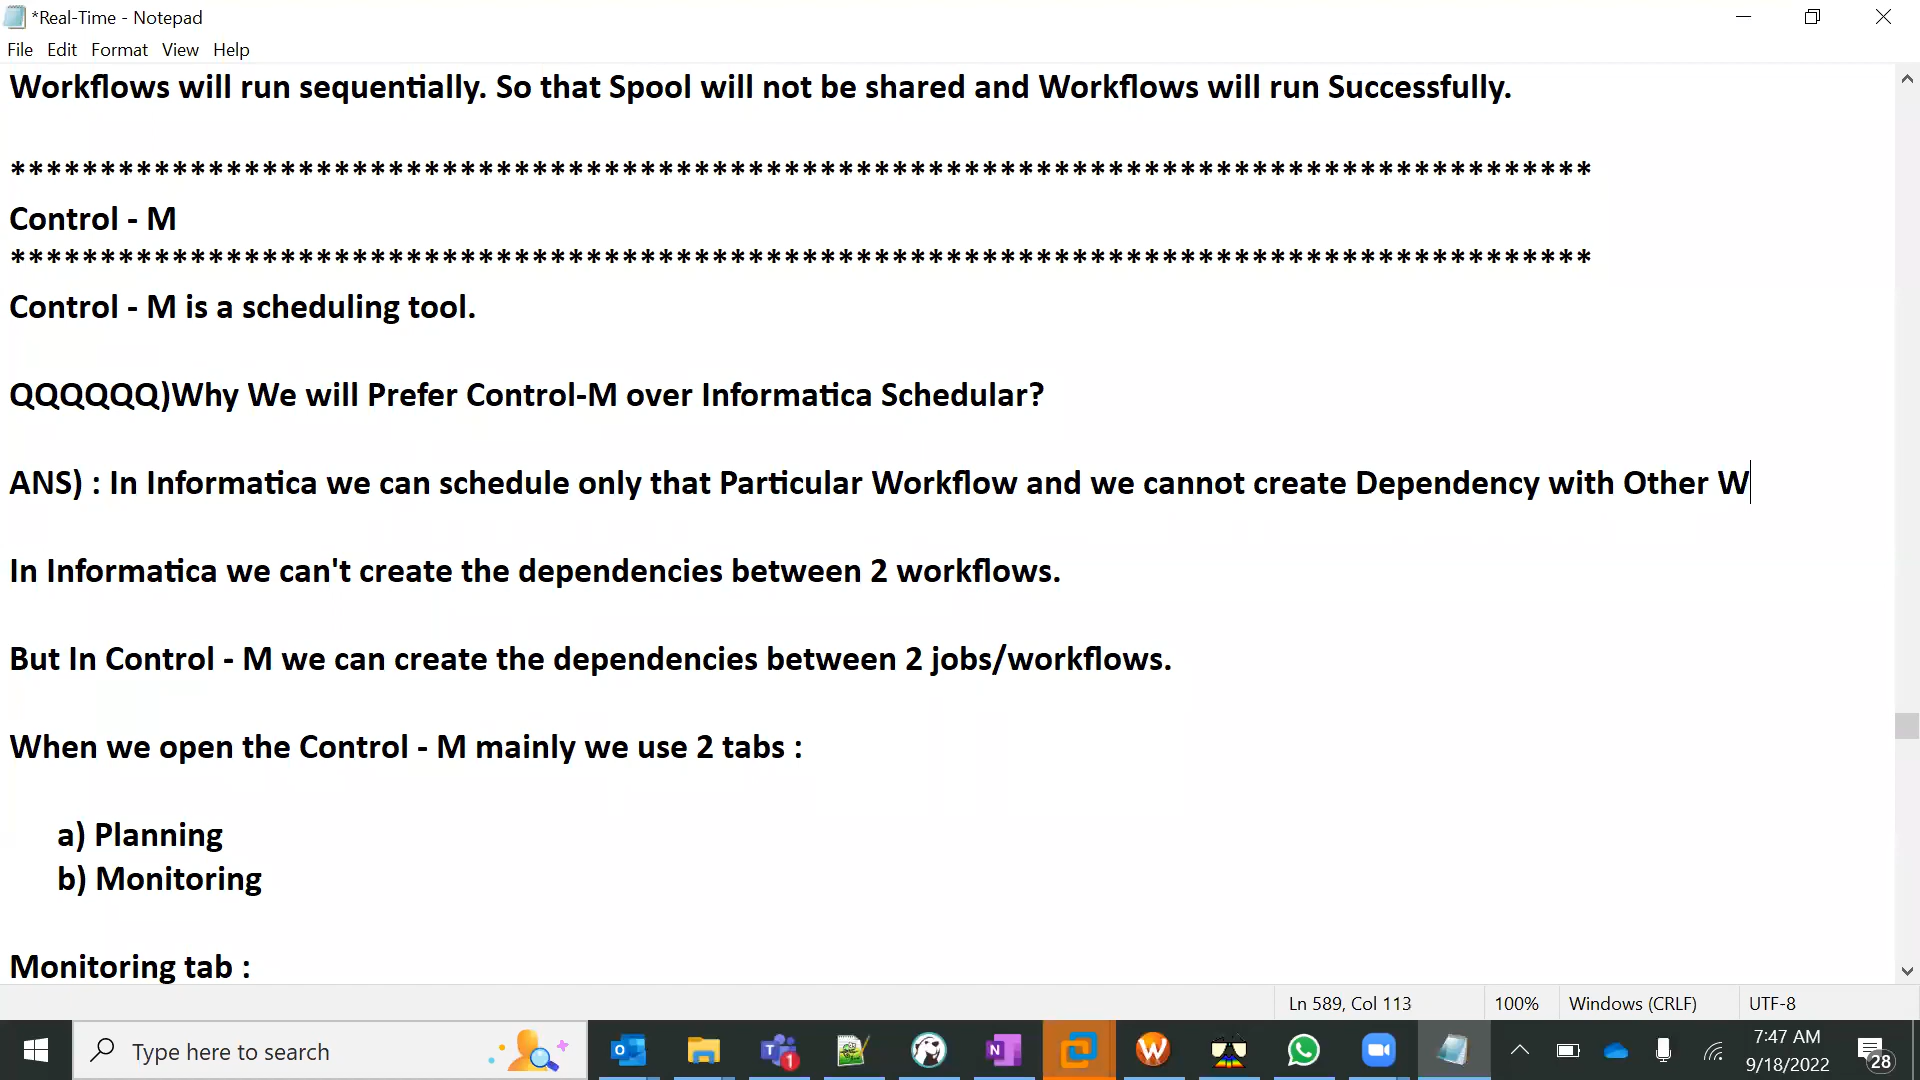 *Real-Time - Notepad
File Edit Format View Help
Workflows will run sequentially. So that Spool will not be shared and Workflows will run Successfully.
****************************************************************************************
Control - M
****************************************************************************************
Control - M is a scheduling tool.
QQQQQQ)Why We will Prefer Control-M over Informatica Schedular?
ANS) : In Informatica we can schedule only that Particular Workflow and we cannot create Dependency with Other W
In Informatica we can't create the dependencies between 2 workflows.
But In Control - M we can create the dependencies between 2 jobs/workflows.
When we open the Control - M mainly we use 2 tabs :
a) Planning
b) Monitoring
Monitoring tab :
Ln 589, Col 113 100% Windows (CRLF) UTF-8
Type here to search
1
7:47 AM
9/18/2022
28